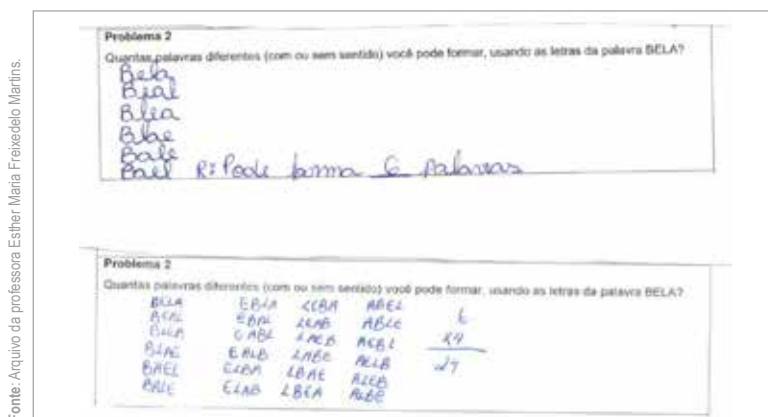 Fonte: Arquivo da professora Esther Maria Freixedelo Martins.
Problema 2
Quantas palavras diferentes (com ou sem sentido) você pode formar, usando as letras da palavra BELA?
Bela
Beal
Blea
Blae
Bale
Bael R: Pode forma 6 palavras
Problema 2
Quantas palavras diferentes (com ou sem sentido) você pode formar, usando as letras da palavra BELA?
BELA EBLA LEBA ABEL
BEAL EBAL LEAB ABLE
BLEA EABL LAEB AEBL
BLAE EALB LABE AELB
BAEL ELBA LBAE ALEB
BALE ELAB LBEA ALBE
6
x4